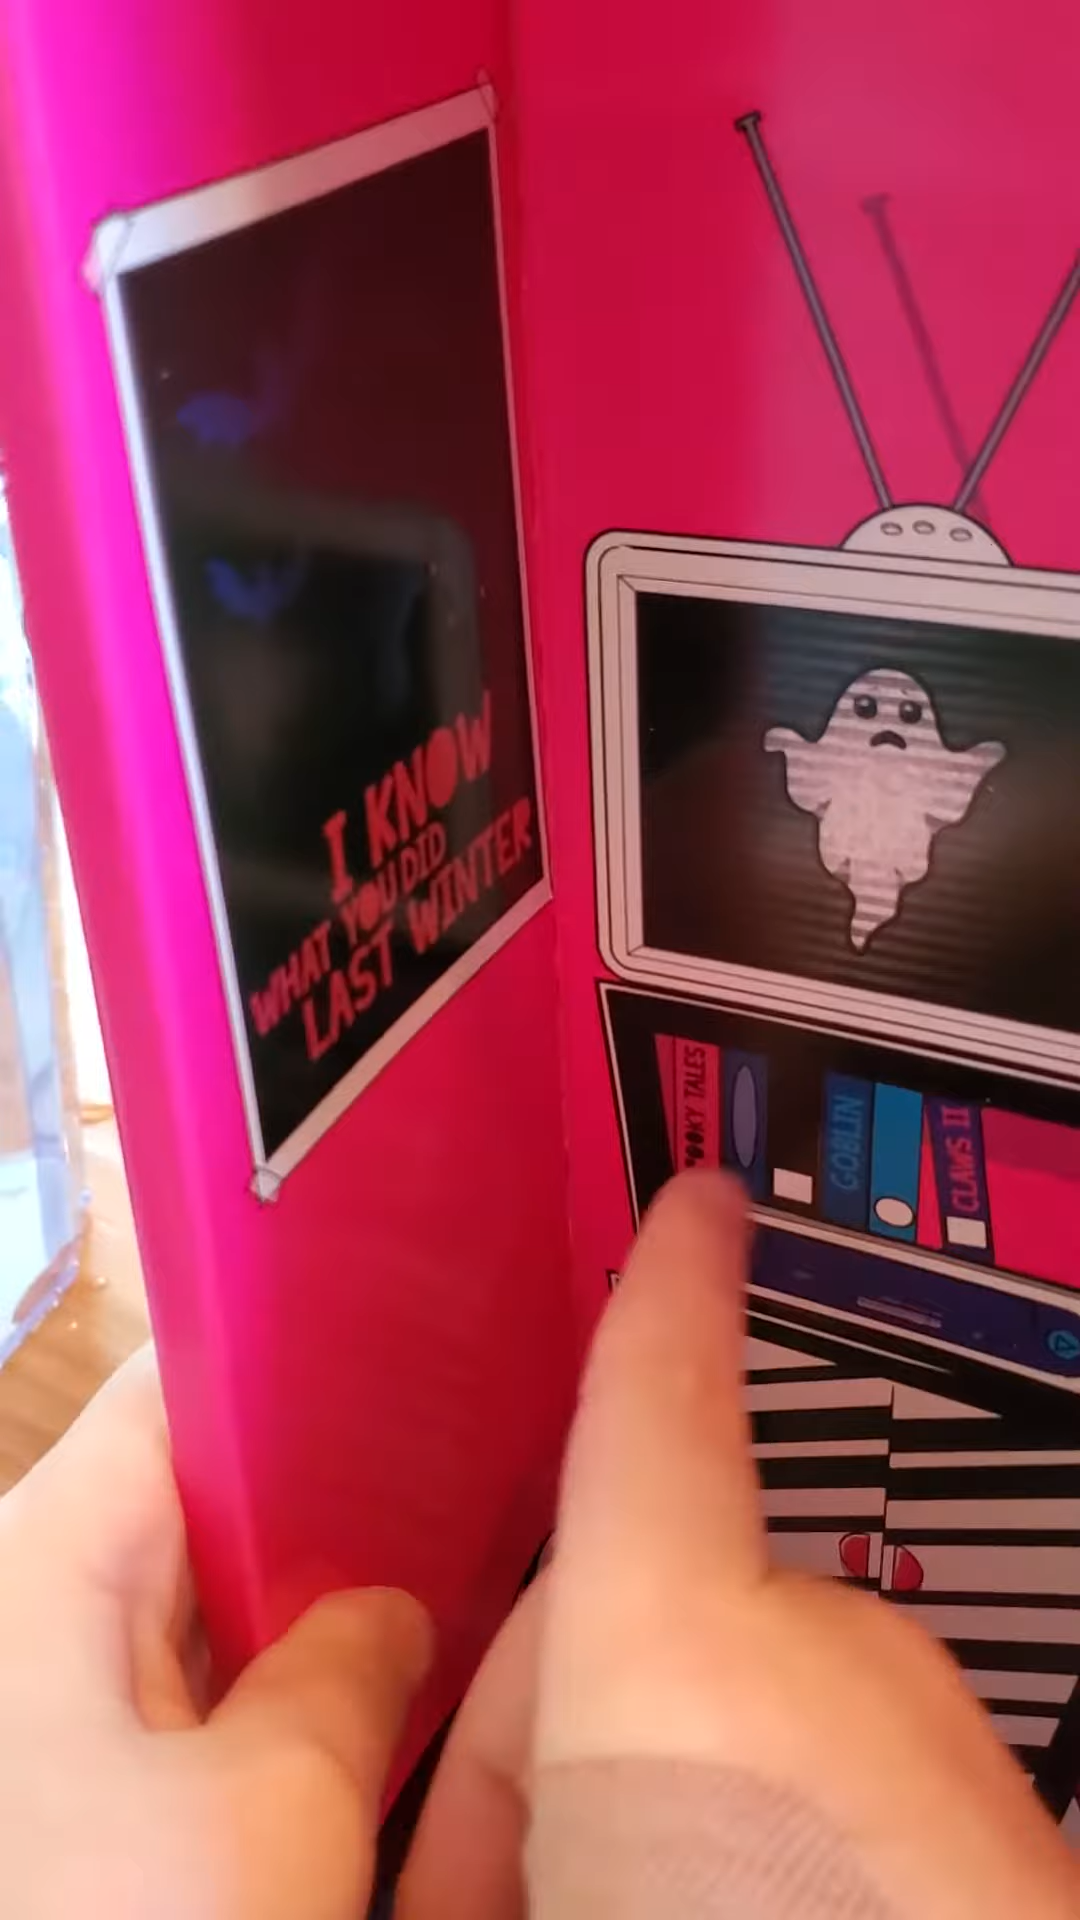 I KNOW
WHAT YOU DID
LAST WINTER
SPOOKY TALES
GOBLIN
CLAWS II